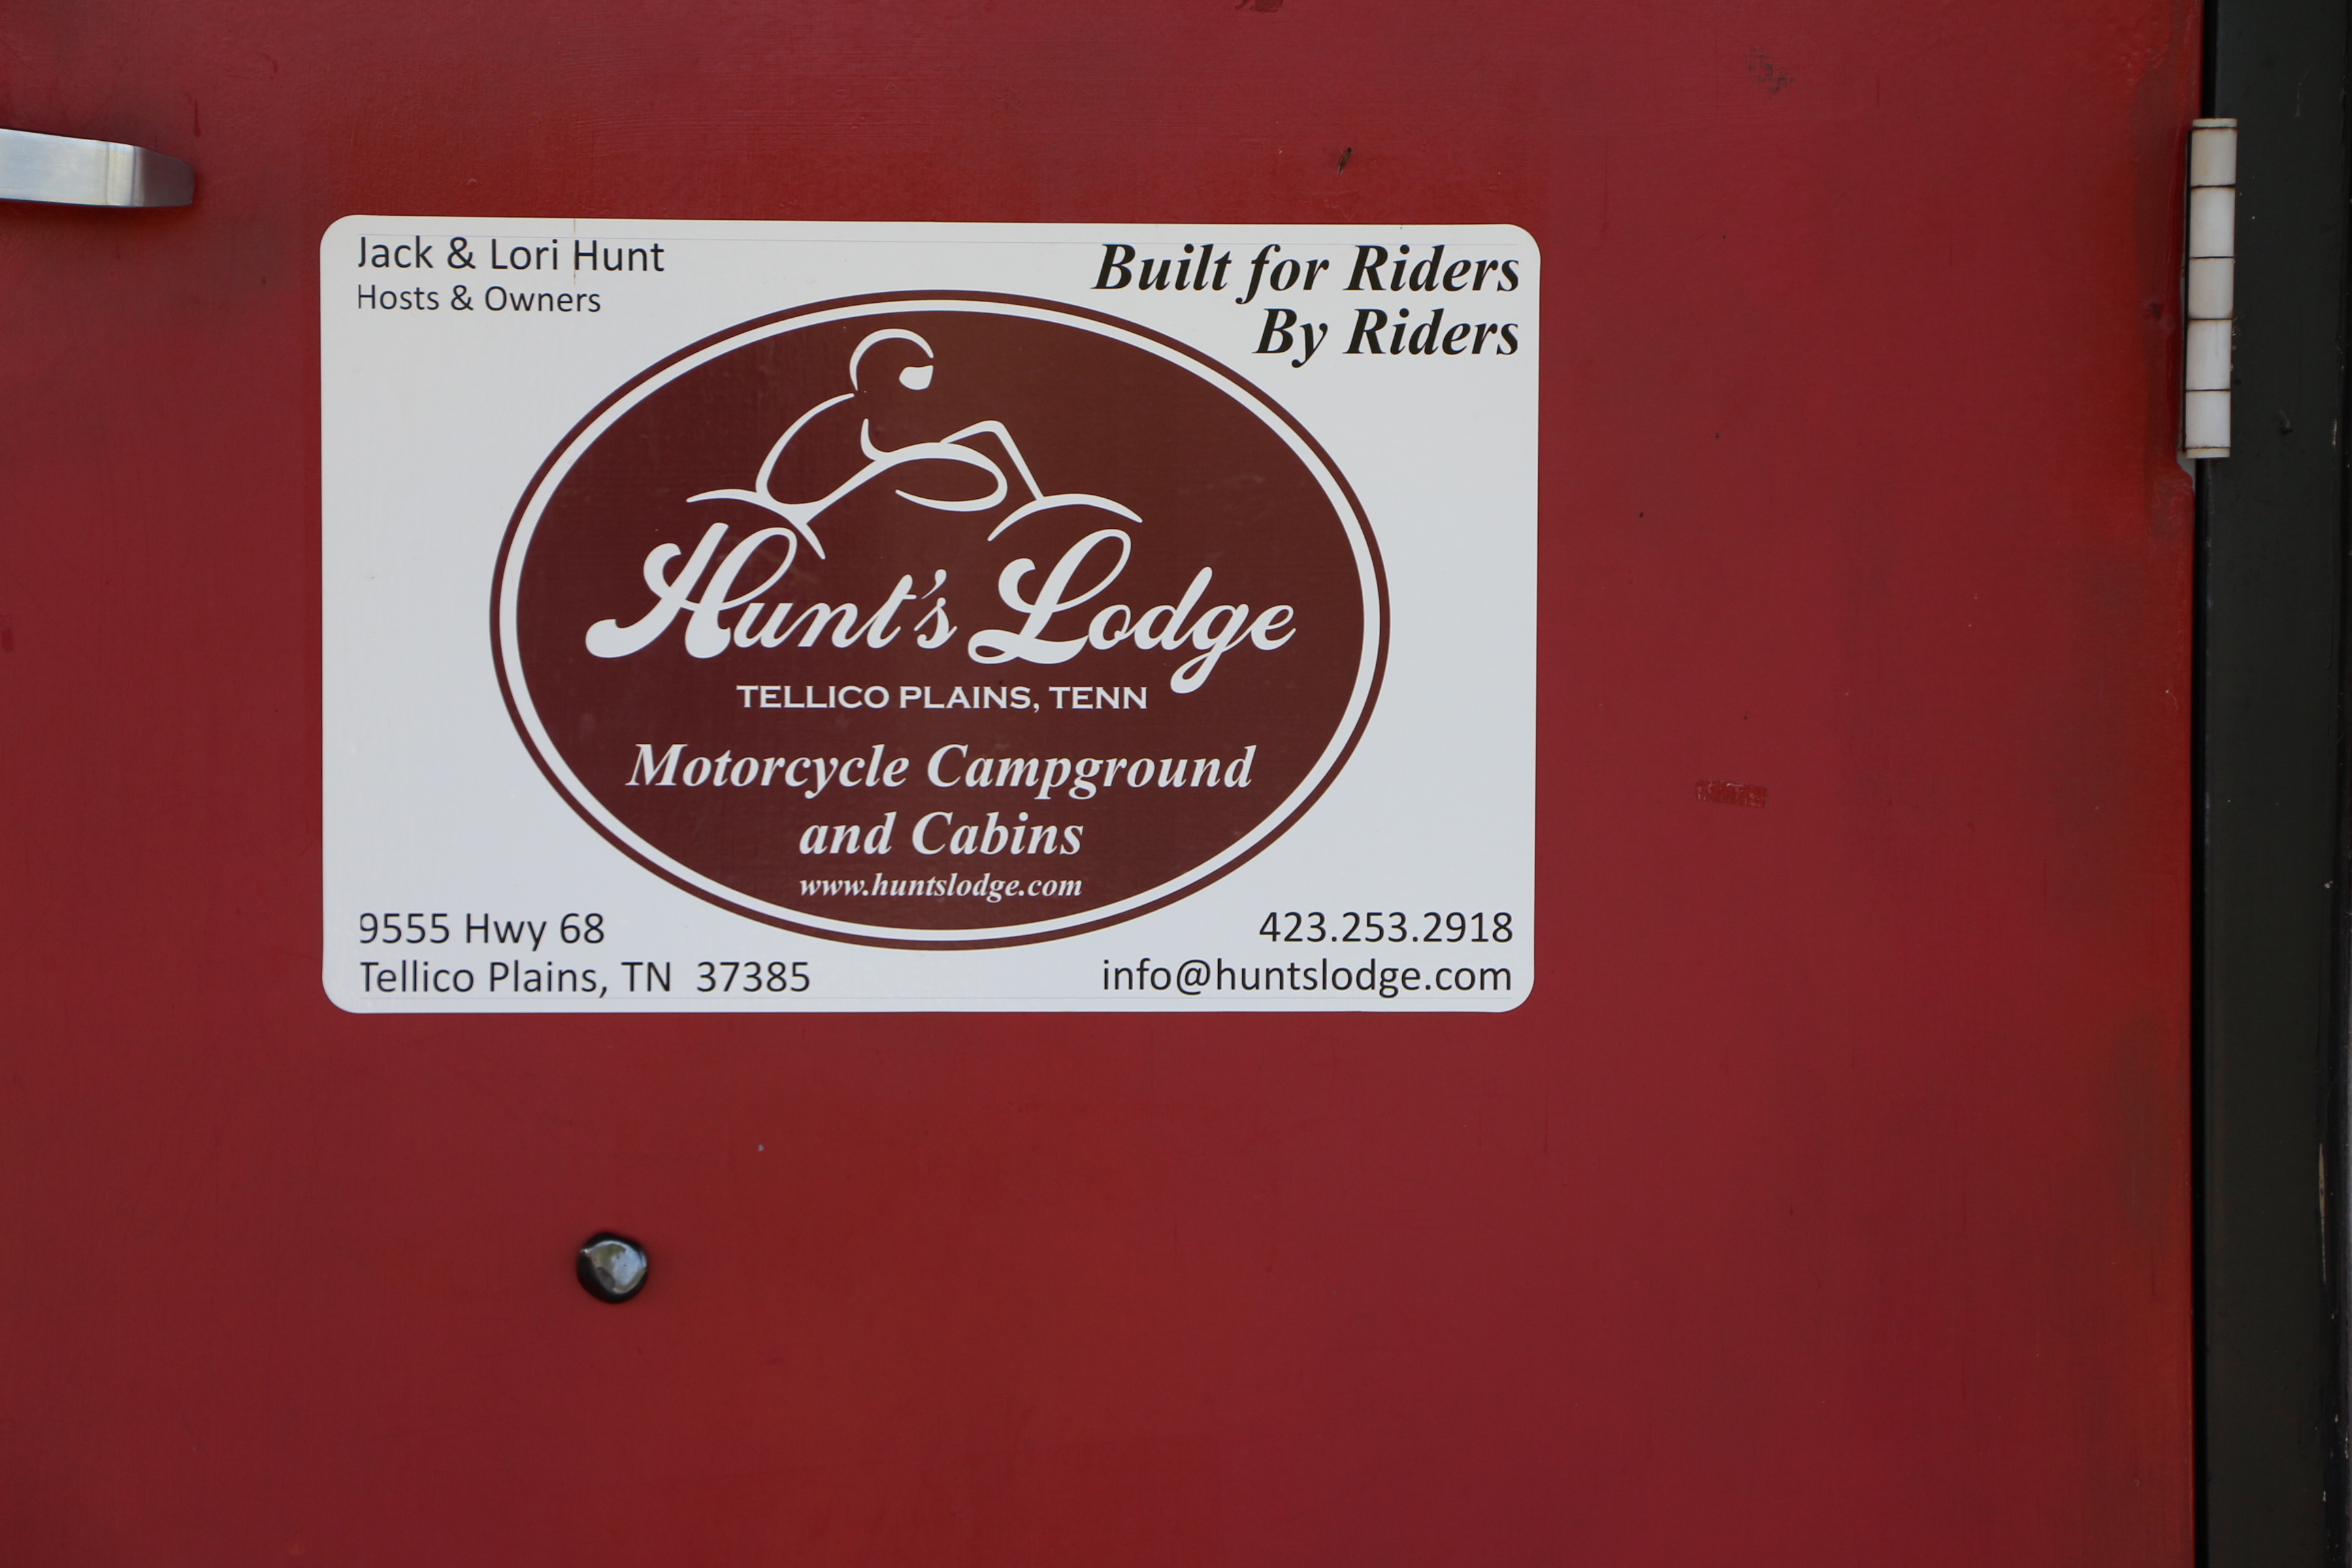 Jack & Lori Hunt
Hosts & Owners
Built for Riders
By Riders
Hunt's Lodge
TELLICO PLAINS, TENN
Motorcycle Campground
and Cabins
www.huntslodge.com
9555 Hwy 68
Tellico Plains, TN 37385
423.253.2918
info@huntslodge.com